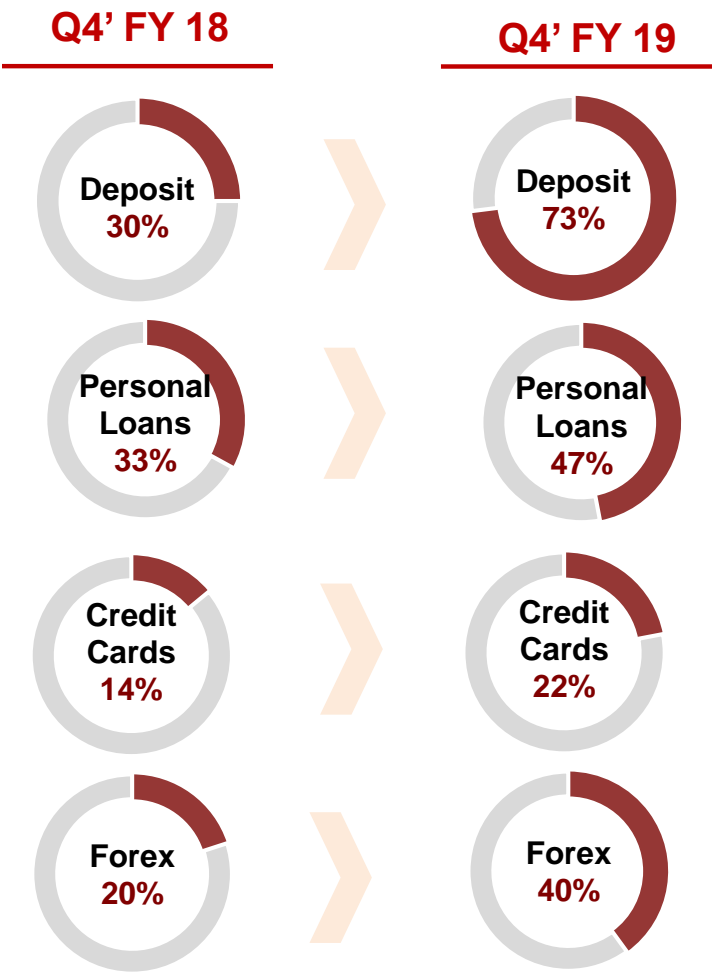 Q4’ FY 18
Q4’ FY 19
Deposit
30%
Deposit
73%
Personal
Loans
33%
Personal
Loans
47%
Credit
Cards
14%
Credit
Cards
22%
Forex
20%
Forex
40%